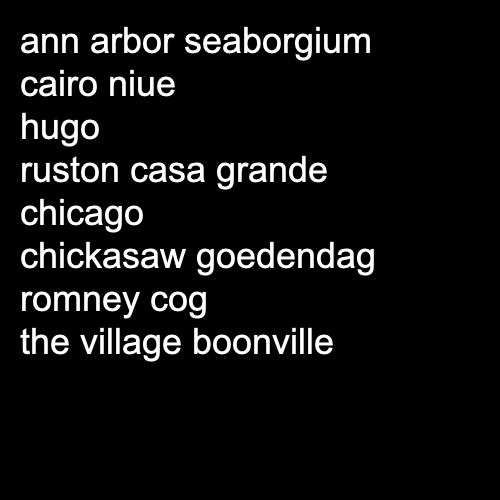 ann arbor seaborgium
cairo niue
hugo
ruston casa grande
chicago
chickasaw goedendag
romney cog
the village boonville